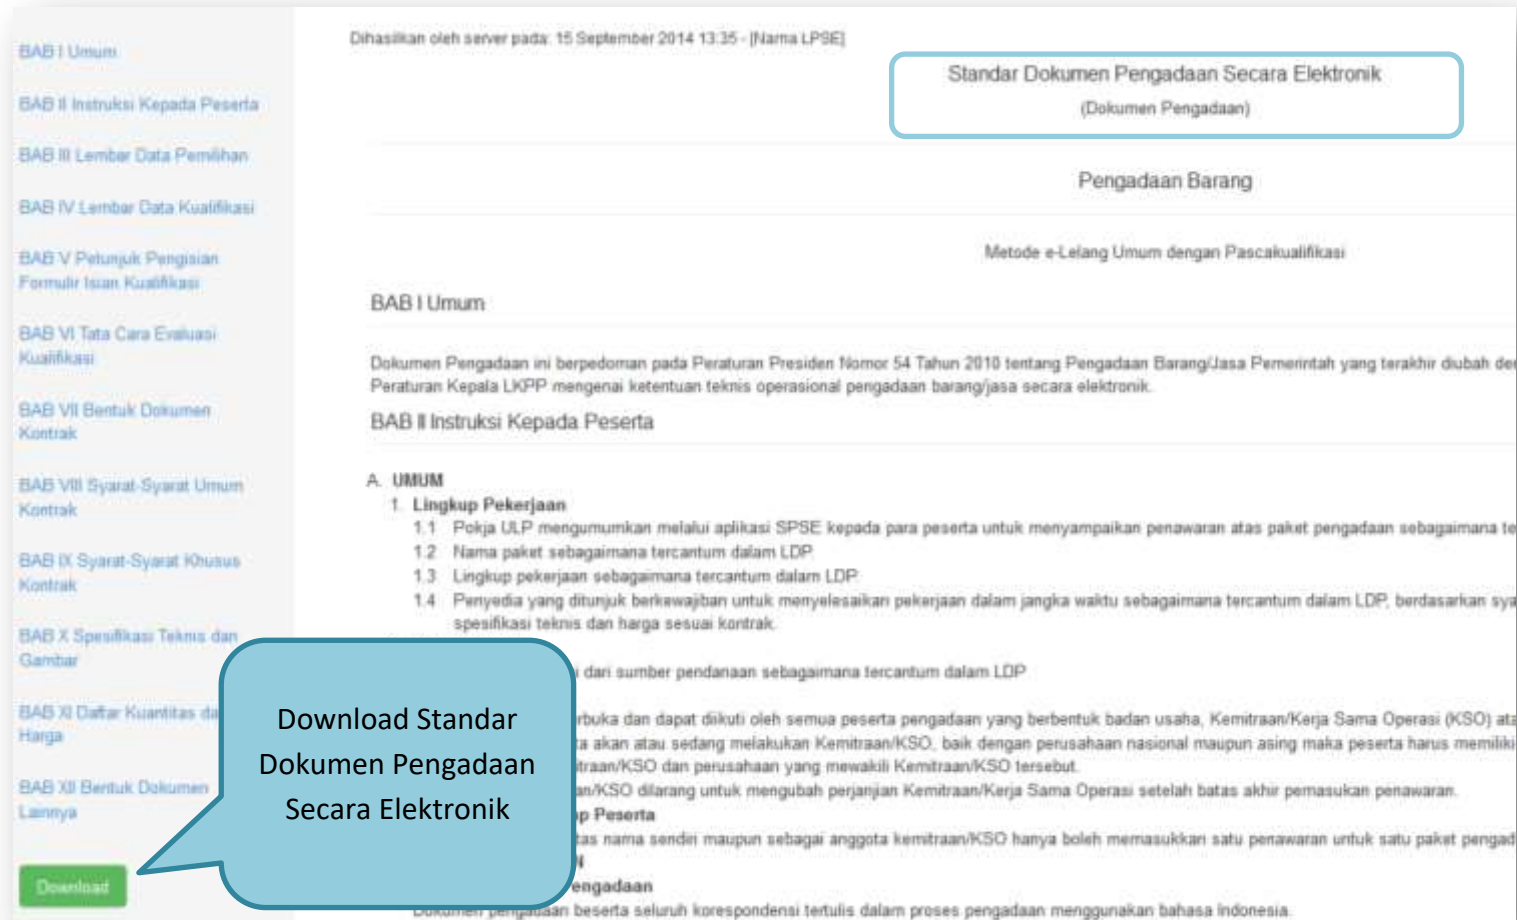 BAB I Umum
BAB II Instruksi Kepada Peserta
BAB III Lembar Data Pemilihan
BAB IV Lembar Data Kualifikasi
BAB V Petunjuk Pengisian
Formulir Isian Kualifikasi
BAB VI Tata Cara Evaluasi
Kualifikasi
BAB VII Bentuk Dokumen
Kontrak
BAB VIII Syarat-Syarat Umum
Kontrak
BAB IX Syarat-Syarat Khusus
Kontrak
BAB X Spesifikasi Teknis dan
Gambar
BAB XI Daftar Kuantitas da
Harga
BAB XII Bentuk Dokumen
Lainnya
Download
Download Standar
Dokumen Pengadaan
Secara Elektronik
Dihasilkan oleh server pada: 15 September 2014 13:35 - [Nama LPSE]
Standar Dokumen Pengadaan Secara Elektronik
(Dokumen Pengadaan)
Pengadaan Barang
Metode e-Lelang Umum dengan Pascakualifikasi
BAB I Umum
Dokumen Pengadaan ini berpedoman pada Peraturan Presiden Nomor 54 Tahun 2010 tentang Pengadaan Barang/Jasa Pemerintah yang terakhir diubah de
Peraturan Kepala LKPP mengenai ketentuan teknis operasional pengadaan barang/jasa secara elektronik.
BAB II Instruksi Kepada Peserta
A. UMUM
1. Lingkup Pekerjaan
1.1 Pokja ULP mengumumkan melalui aplikasi SPSE kepada para peserta untuk menyampaikan penawaran atas paket pengadaan sebagaimana te
1.2 Nama paket sebagaimana tercantum dalam LDP
1.3 Lingkup pekerjaan sebagaimana tercantum dalam LDP
1.4 Penyedia yang ditunjuk berkewajiban untuk menyelesaikan pekerjaan dalam jangka waktu sebagaimana tercantum dalam LDP, berdasarkan sya
spesifikasi teknis dan harga sesuai kontrak.
i dari sumber pendanaan sebagaimana tercantum dalam LDP
rbuka dan dapat diikuti oleh semua peserta pengadaan yang berbentuk badan usaha, Kemitraan/Kerja Sama Operasi (KSO) ata
ta akan atau sedang melakukan Kemitraan/KSO, baik dengan perusahaan nasional maupun asing maka peserta harus memiliki
itraan/KSO dan perusahaan yang mewakili Kemitraan/KSO tersebut.
an/KSO dilarang untuk mengubah perjanjian Kemitraan/Kerja Sama Operasi setelah batas akhir pemasukan penawaran.
ap Peserta
tas nama sendiri maupun sebagai anggota kemitraan/KSO hanya boleh memasukkan satu penawaran untuk satu paket pengad
N
engadaan
Dokumen pengadaan beserta seluruh korespondensi tertulis dalam proses pengadaan menggunakan bahasa Indonesia.